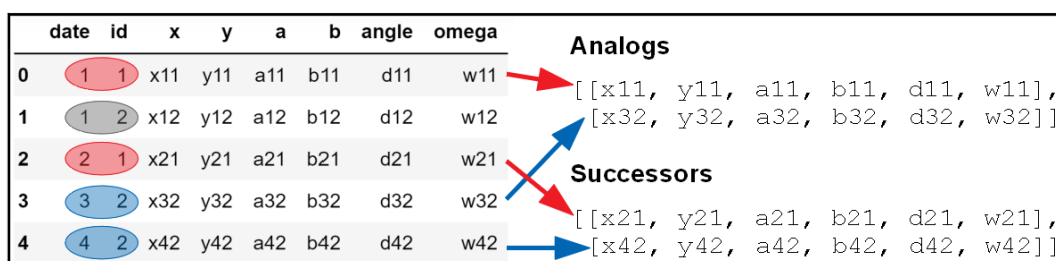 date id x y a b angle omega
0 1 1 x11 y11 a11 b11 d11 w11
1 1 2 x12 y12 a12 b12 d12 w12
2 2 1 x21 y21 a21 b21 d21 w21
3 3 2 x32 y32 a32 b32 d32 w32
4 4 2 x42 y42 a42 b42 d42 w42
Analogs
[[x11, y11, a11, b11, d11, w11],
[x32, y32, a32, b32, d32, w32]]
Successors
[[x21, y21, a21, b21, d21, w21],
[x42, y42, a42, b42, d42, w42]]